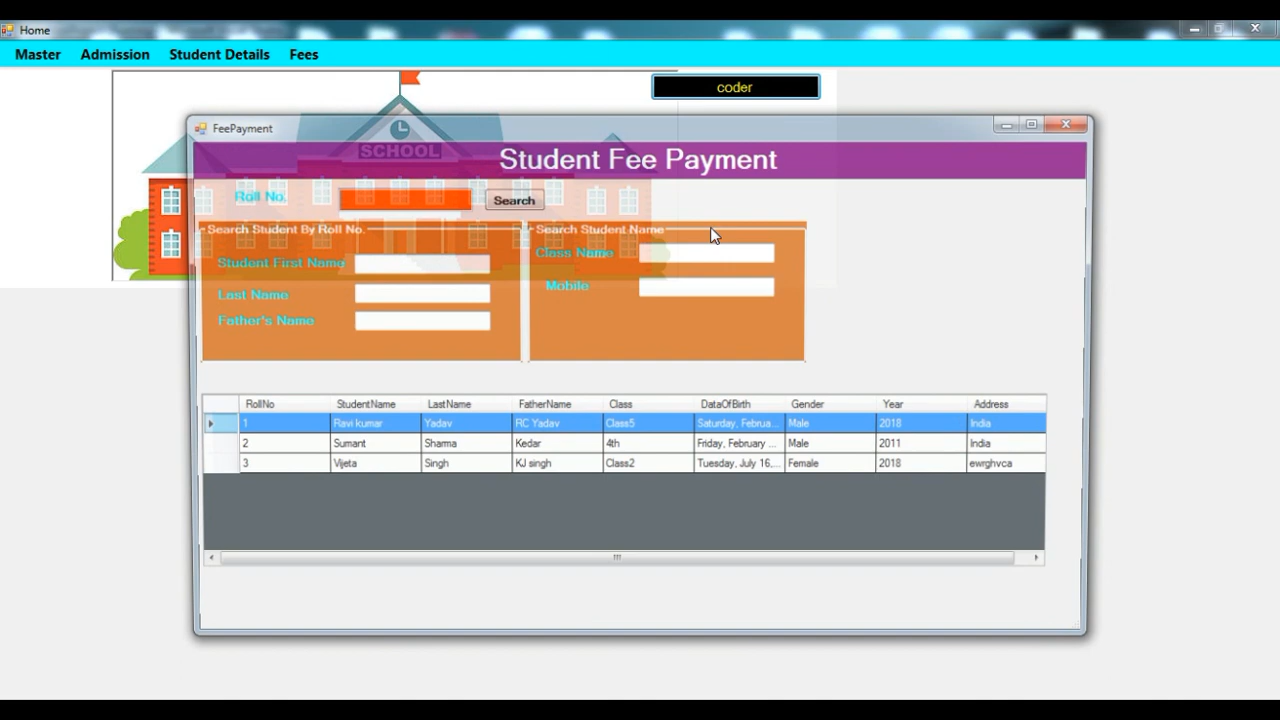 Home
Master Admission Student Details Fees
coder
FeePayment
SCHOOL
Student Fee Payment
Roll No. Search
Search Student By Roll No. Search Student Name
Student First Name Class Name
Last Name Mobile
Father's Name
RollNo StudentName LastName FatherName Class DataOfBirth Gender Year Address
1 Ravi kumar Yadav RC Yadav Class5 Saturday, Februa... Male 2018 India
2 Sumant Sharma Kedar 4th Friday, February ... Male 2011 India
3 Vijeta Singh KJ singh Class2 Tuesday, July 16,... Female 2018 ewrghvca